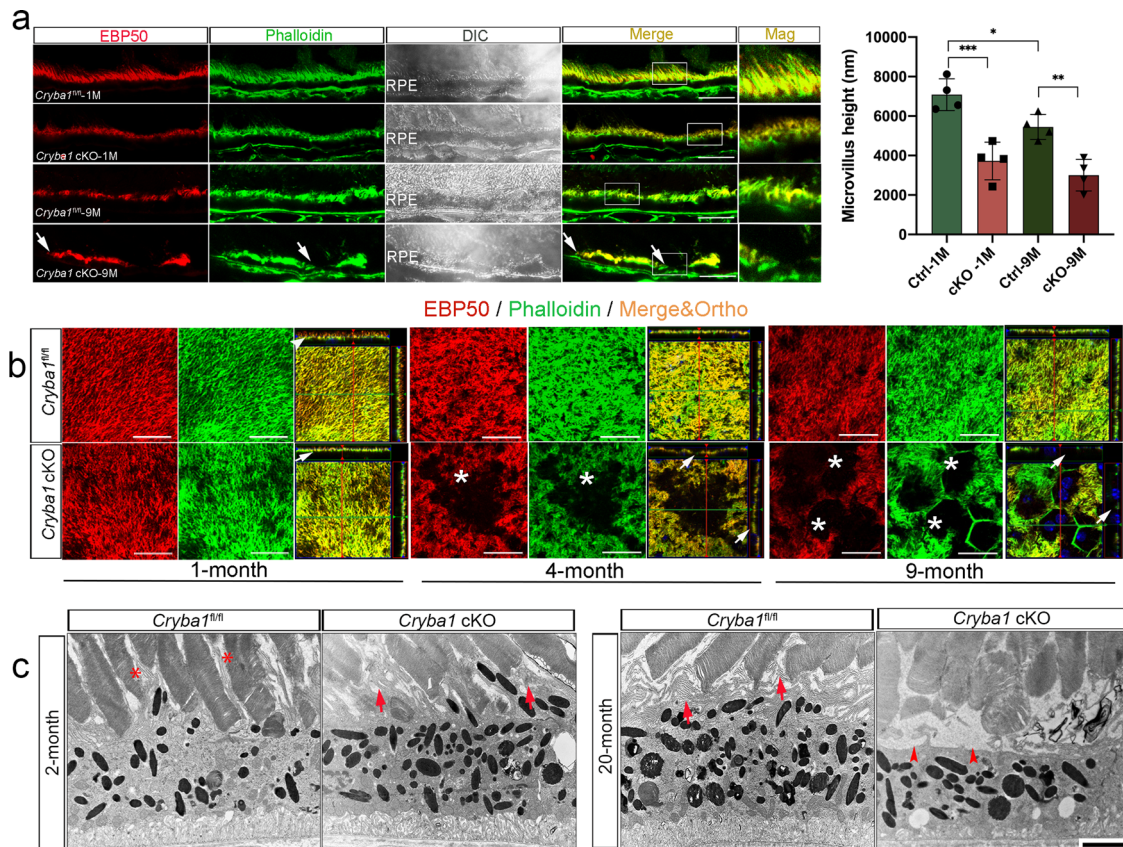 a
EBP50 Phalloidin DIC Merge Mag
Cryba1fl/fl-1M RPE
Cryba1 cKO-1M RPE
Cryba1fl/fl-9M RPE
Cryba1 cKO-9M RPE
Microvillus height (nm)
10000
8000
6000
4000
2000
0
*
***
**
Ctrl-1M cKO-1M Ctrl-9M cKO-9M
EBP50 / Phalloidin / Merge&Ortho
b
Cryba1fl/fl
Cryba1 cKO
* * * * * *
1-month 4-month 9-month
c
Cryba1fl/fl Cryba1 cKO Cryba1fl/fl Cryba1 cKO
2-month 20-month
* *